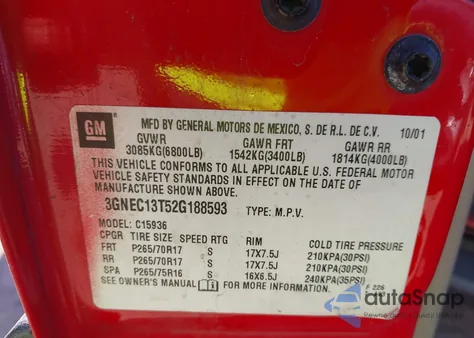 GM
MFD BY GENERAL MOTORS DE MEXICO, S. DE R.L. DE C.V. 10/01
GVWR GAWR FRT GAWR RR
3085KG(6800LB) 1542KG(3400LB) 1814KG(4000LB)
THIS VEHICLE CONFORMS TO ALL APPLICABLE U.S. FEDERAL MOTOR
VEHICLE SAFETY STANDARDS IN EFFECT ON THE DATE OF
MANUFACTURE SHOWN ABOVE.
3GNEC13T52G188593 TYPE: M.P.V.
MODEL: C15936
CPGR TIRE SIZE SPEED RTG RIM COLD TIRE PRESSURE
FRT P265/70R17 S 17X7.5J 210KPA(30PSI)
RR P265/70R17 S 17X7.5J 210KPA(30PSI)
SPA P265/75R16 S 16X6.5J 240KPA(35PSI)
SEE OWNER'S MANUAL FOR MORE INFORMATION.
F 226
autaSnap